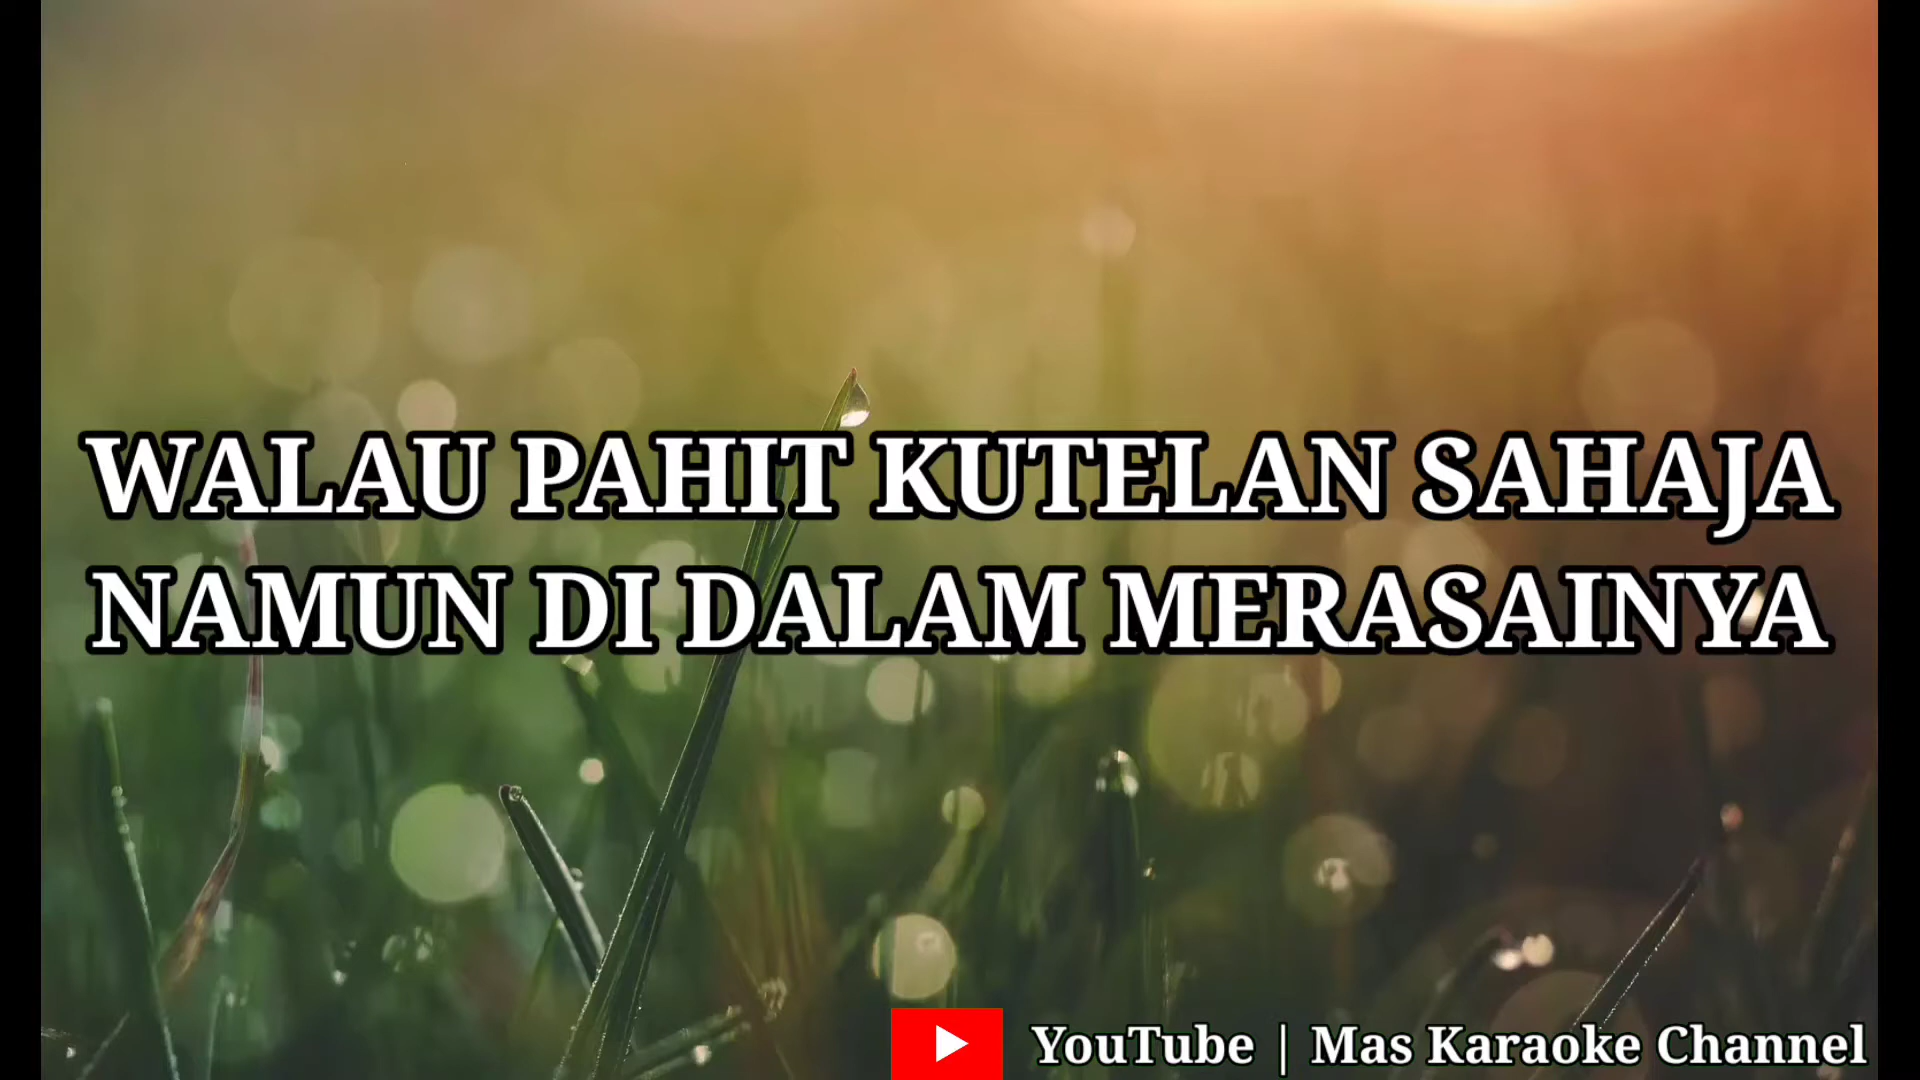 WALAU PAHIT KUTELAN SAHAJA
NAMUN DI DALAM MERASAINYA
YouTube | Mas Karaoke Channel